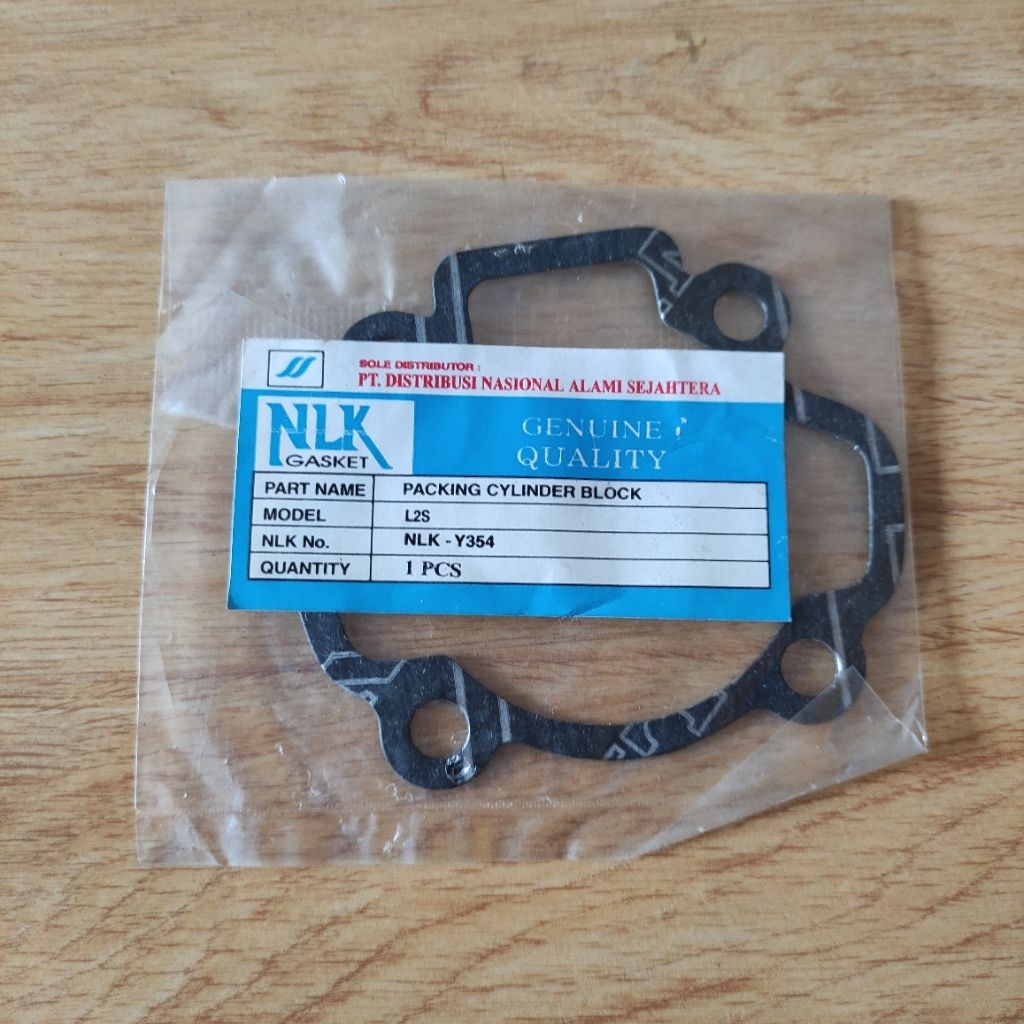 SOLE DISTRIBUTOR :
PT. DISTRIBUSI NASIONAL ALAMI SEJAHTERA
NLK
GASKET
GENUINE
QUALITY
PART NAME PACKING CYLINDER BLOCK
MODEL L2S
NLK No. NLK - Y354
QUANTITY 1 PCS